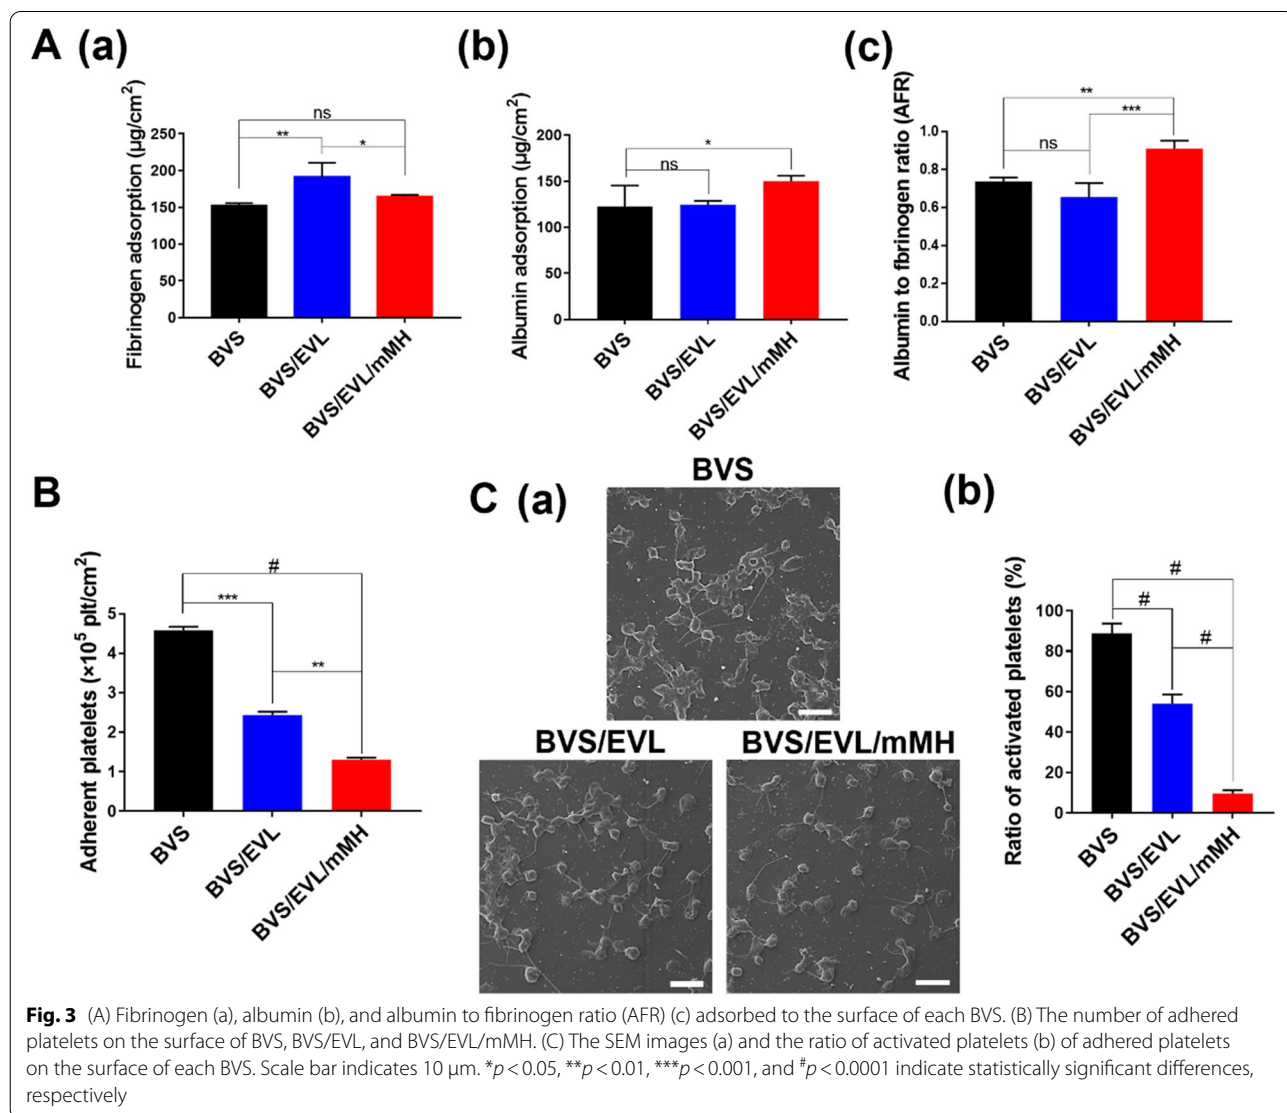 A (a)
Fibrinogen adsorption (µg/cm²)
250
200
150
100
50
0
ns
**
*
BVS
BVS/EVL
BVS/EVL/mMH
(b)
Albumin adsorption (µg/cm²)
200
150
100
50
0
*
ns
BVS
BVS/EVL
BVS/EVL/mMH
(c)
Albumin to fbrinogen ratio (AFR)
1.0
0.8
0.6
0.4
0.2
0.0
**
***
ns
BVS
BVS/EVL
BVS/EVL/mMH
B
Adherent platelets (×10⁵ plt/cm²)
5
4
3
2
1
0
#
***
**
BVS
BVS/EVL
BVS/EVL/mMH
C (a)
BVS
BVS/EVL
BVS/EVL/mMH
(b)
Ratio of activated platelets (%)
100
80
60
40
20
0
#
#
#
BVS
BVS/EVL
BVS/EVL/mMH
Fig. 3 (A) Fibrinogen (a), albumin (b), and albumin to fibrinogen ratio (AFR) (c) adsorbed to the surface of each BVS. (B) The number of adhered
platelets on the surface of BVS, BVS/EVL, and BVS/EVL/mMH. (C) The SEM images (a) and the ratio of activated platelets (b) of adhered platelets
on the surface of each BVS. Scale bar indicates 10 µm. *p < 0.05, **p < 0.01, ***p < 0.001, and #p < 0.0001 indicate statistically significant differences,
respectively